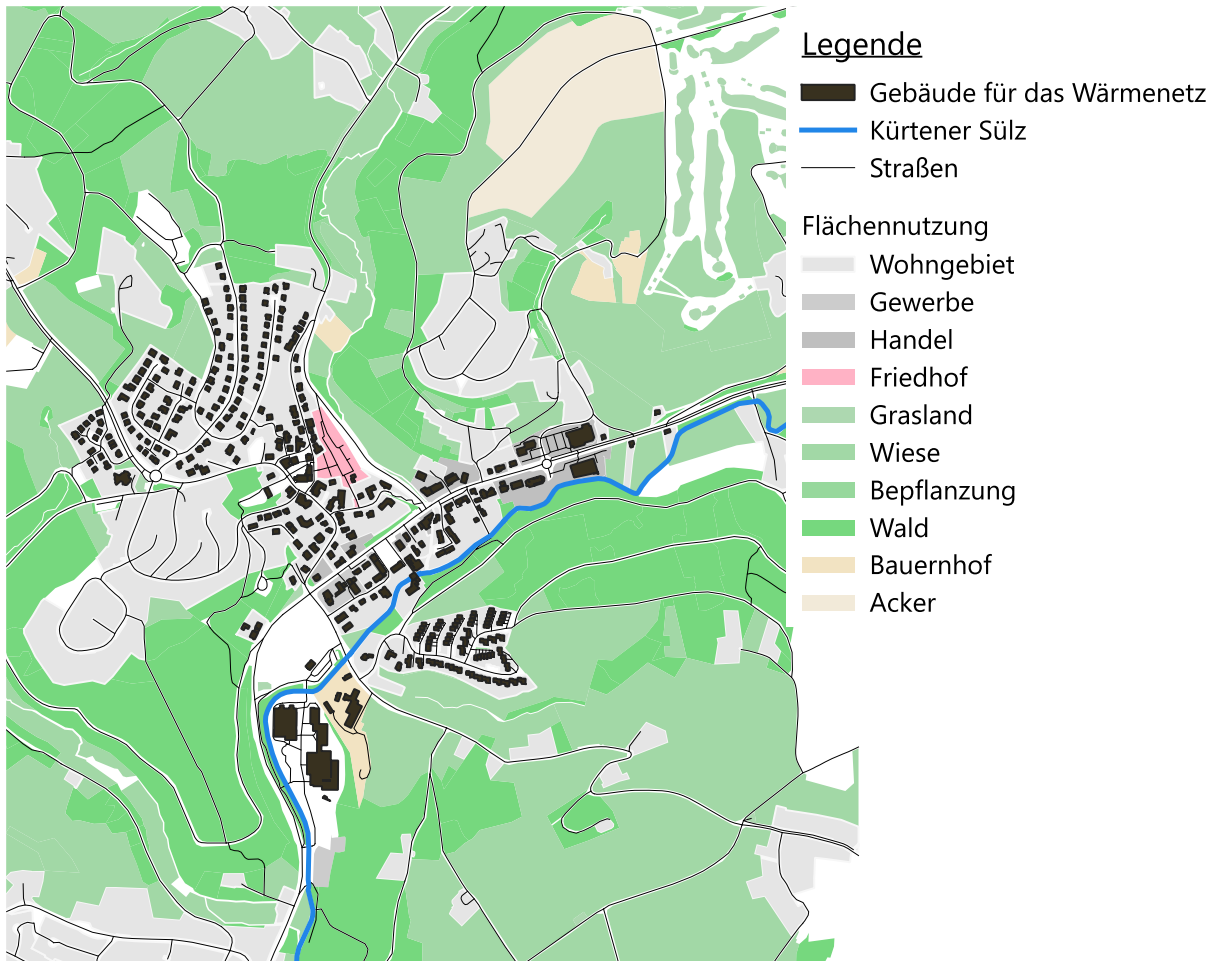 Legende
Gebäude für das Wärmenetz
Kürtener Sülz
Straßen
Flächennutzung
Wohngebiet
Gewerbe
Handel
Friedhof
Grasland
Wiese
Bepflanzung
Wald
Bauernhof
Acker